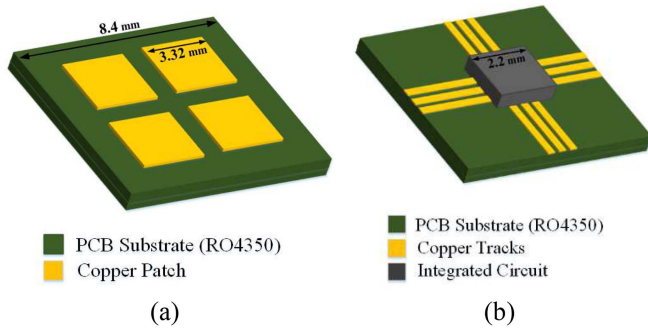 8.4 mm
3.32 mm
PCB Substrate (RO4350)
Copper Patch
(a)
2.2 mm
PCB Substrate (RO4350)
Copper Tracks
Integrated Circuit
(b)